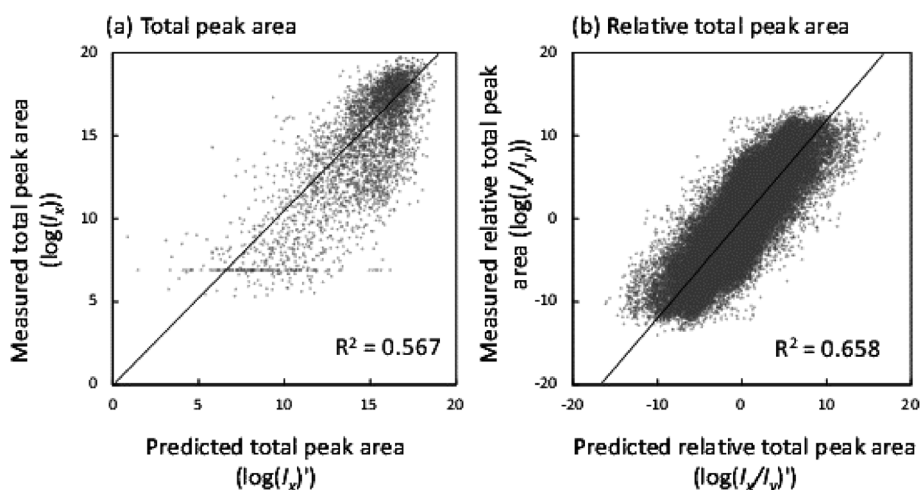 (a) Total peak area
Measured total peak area
(log(Iₓ))
20
15
10
5
0
R² = 0.567
0
5
10
15
20
Predicted total peak area
(log(Iₓ)')
(b) Relative total peak area
Measured relative total peak
area (log(Iₓ/Iᵧ))
20
10
0
-10
-20
R² = 0.658
-20
-10
0
10
20
Predicted relative total peak area
(log(Iₓ/Iᵧ)')